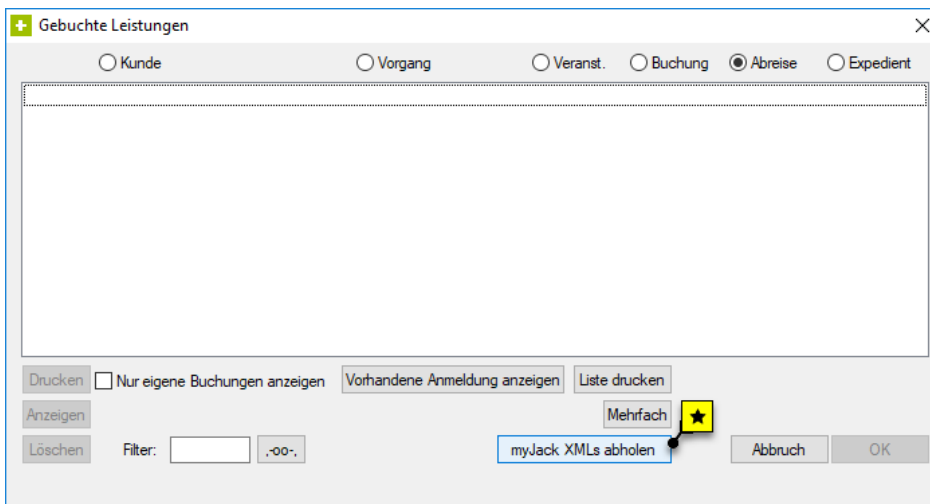 Gebuchte Leistungen
Kunde Vorgang Veranst. Buchung Abreise Expedient
Drucken Nur eigene Buchungen anzeigen Vorhandene Anmeldung anzeigen Liste drucken
Anzeigen Mehrfach
Löschen Filter: ,-oo-, myJack XMLs abholen Abbruch OK